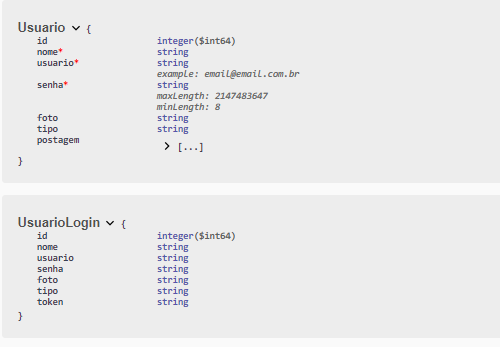 Usuario {
id integer($int64)
nome* string
usuario* string
example: email@email.com.br
senha* string
maxLength: 2147483647
minLength: 8
foto string
tipo string
postagem [...]
}
UsuarioLogin {
id integer($int64)
nome string
usuario string
senha string
foto string
tipo string
token string
}